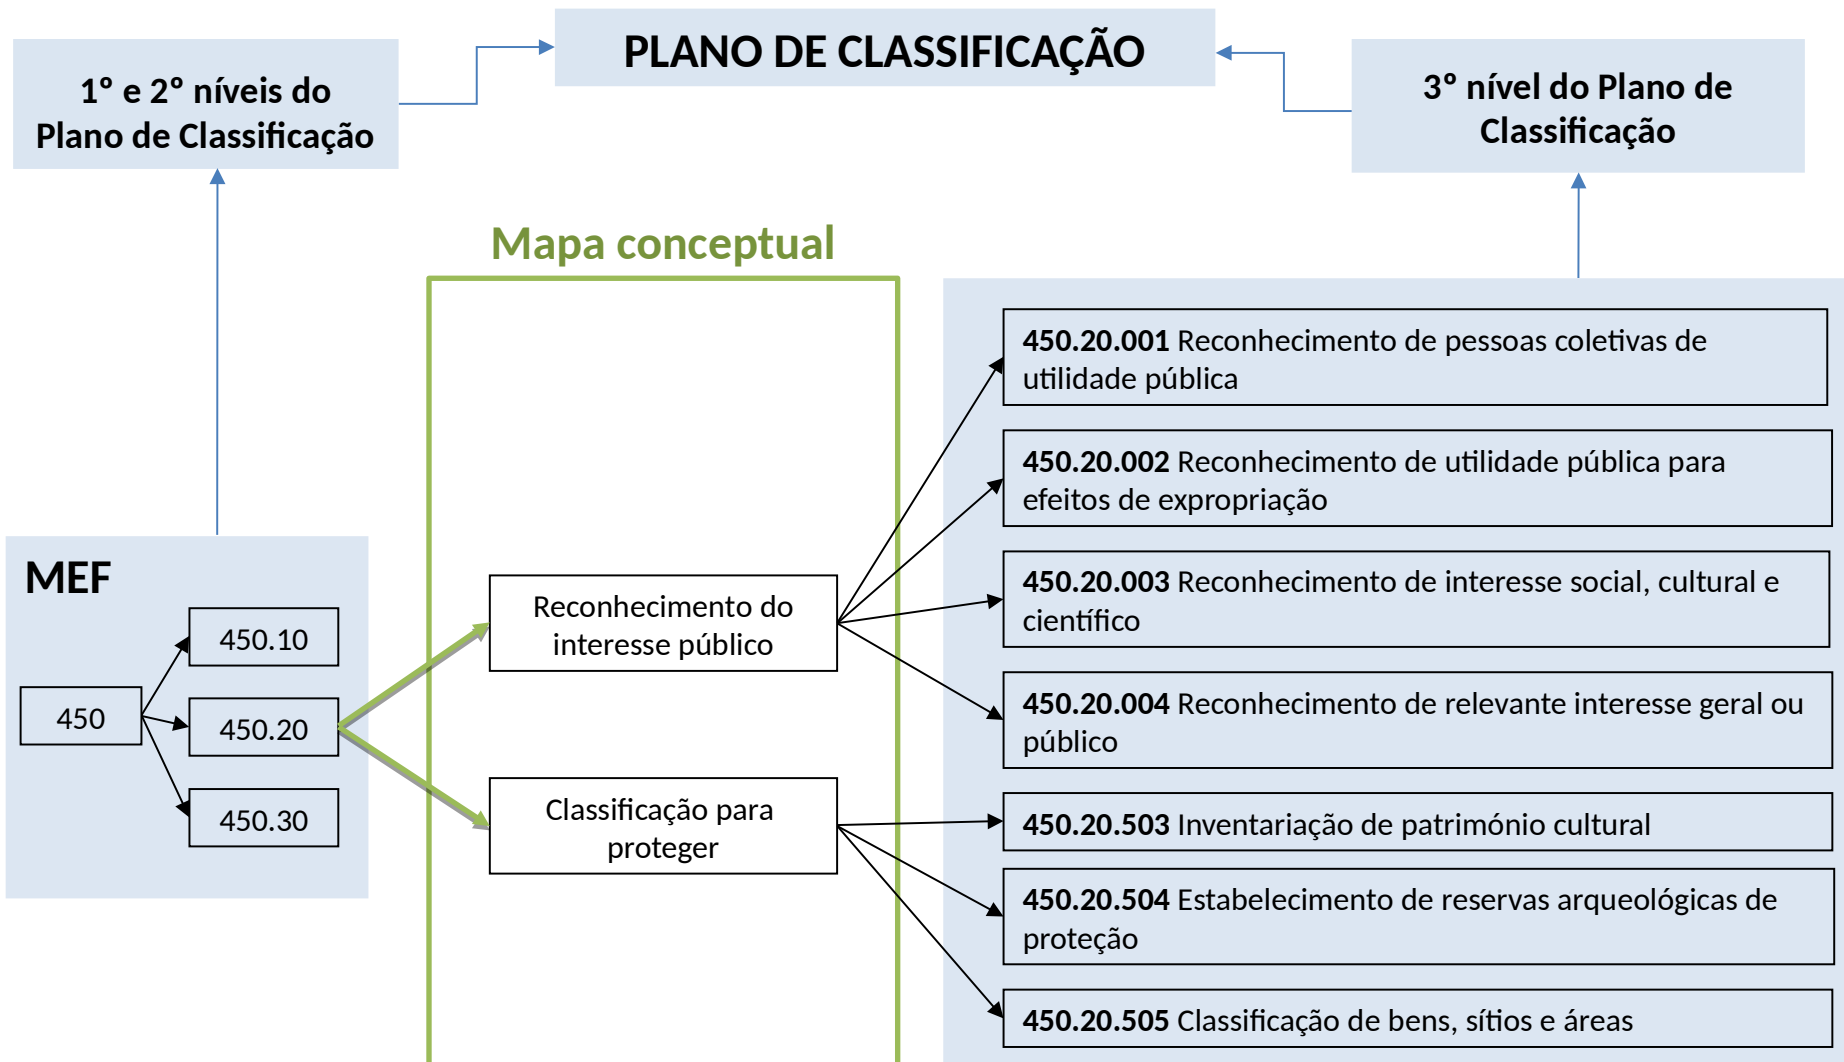 PLANO DE CLASSIFICAÇÃO
1º e 2º níveis do
Plano de Classificação
3º nível do Plano de
Classificação
Mapa conceptual
MEF
450
450.10
450.20
450.30
Reconhecimento do
interesse público
Classificação para
proteger
450.20.001 Reconhecimento de pessoas coletivas de
utilidade pública
450.20.002 Reconhecimento de utilidade pública para
efeitos de expropriação
450.20.003 Reconhecimento de interesse social, cultural e
científico
450.20.004 Reconhecimento de relevante interesse geral ou
público
450.20.503 Inventariação de património cultural
450.20.504 Estabelecimento de reservas arqueológicas de
proteção
450.20.505 Classificação de bens, sítios e áreas